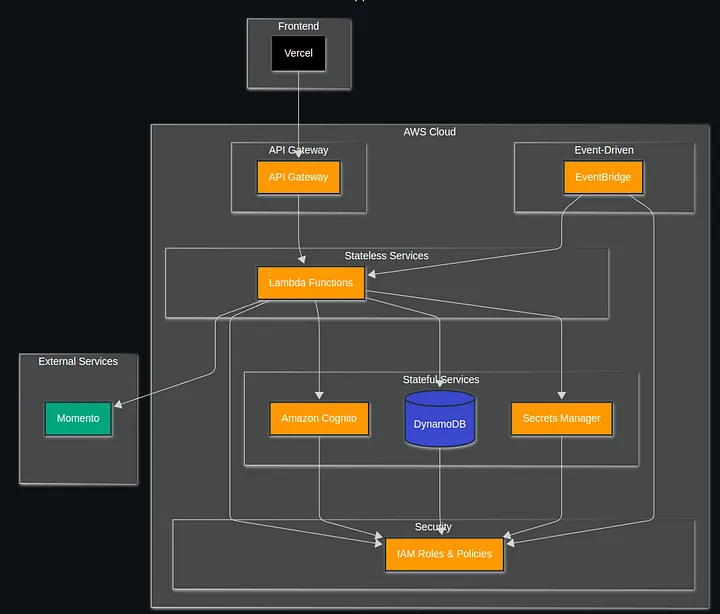 Frontend
Vercel
AWS Cloud
API Gateway
Event-Driven
API Gateway
EventBridge
Stateless Services
Lambda Functions
External Services
Stateful Services
Momento
Amazon Cognito
DynamoDB
Secrets Manager
Security
IAM Roles & Policies